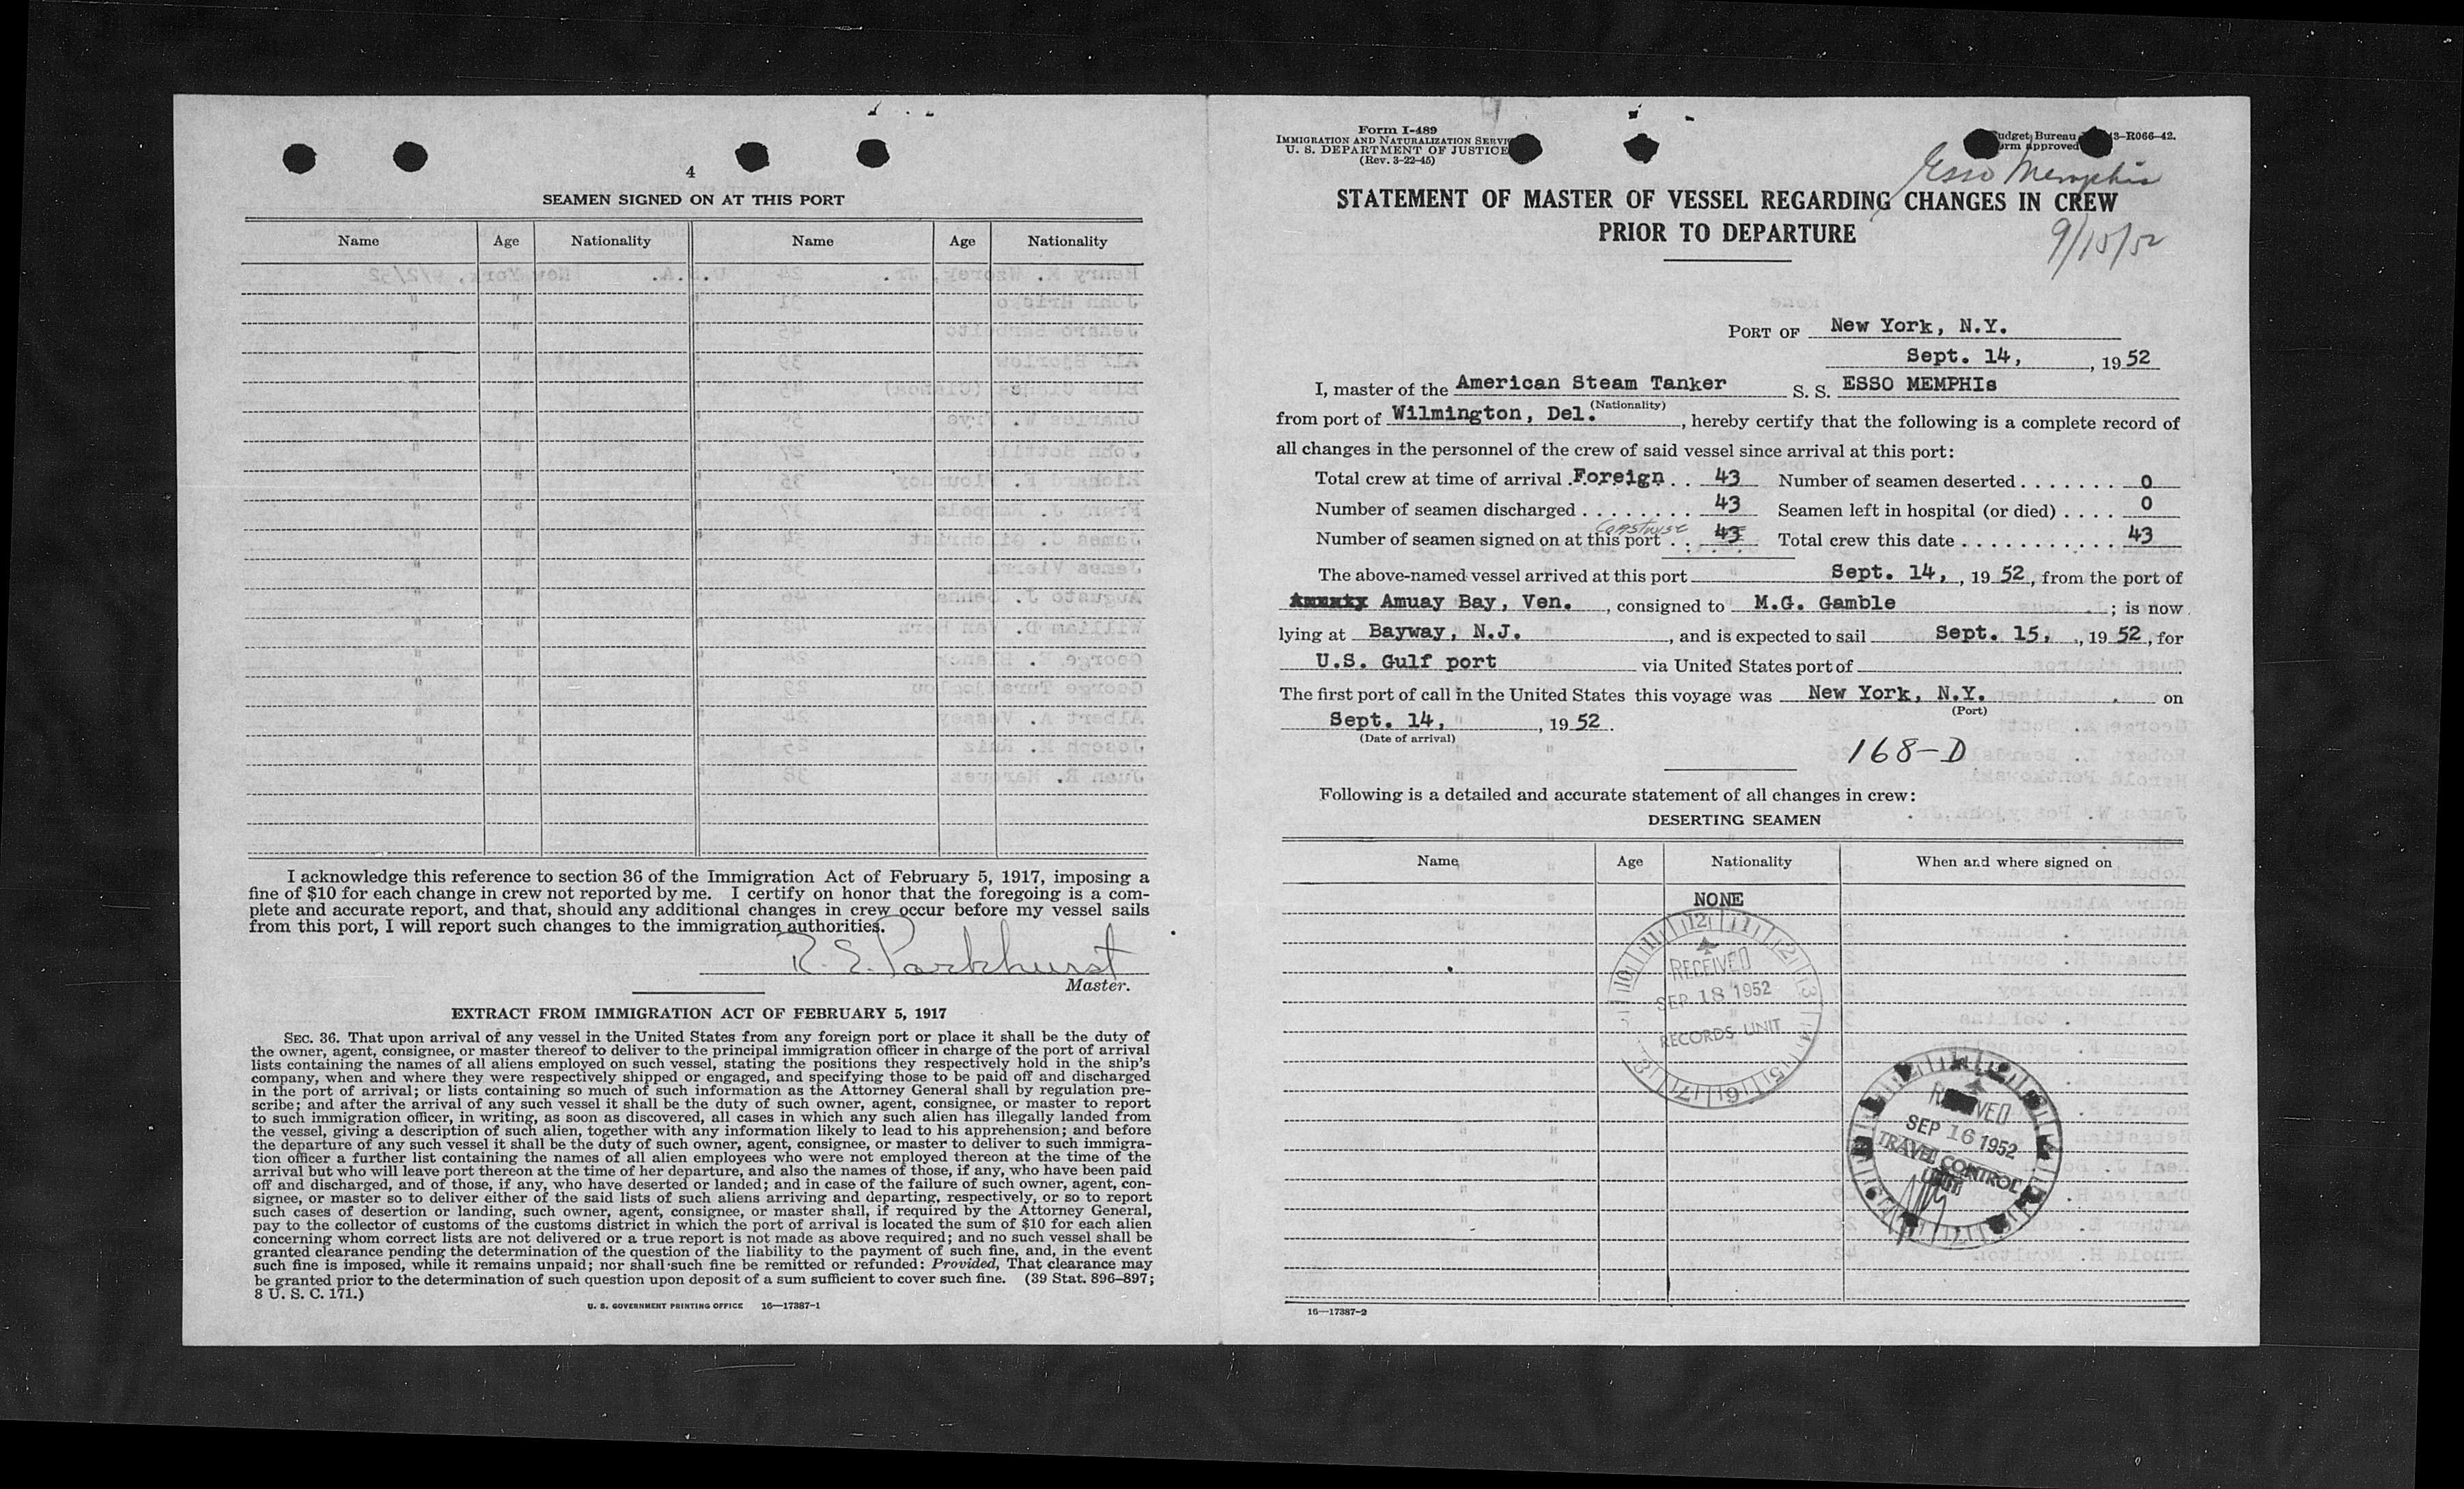 4
SEAMEN SIGNED ON AT THIS PORT
Name Age Nationality Name Age Nationality
I acknowledge this reference to section 36 of the Immigration Act of February 5, 1917, imposing a
fine of $10 for each change in crew not reported by me. I certify on honor that the foregoing is a com-
plete and accurate report, and that, should any additional changes in crew occur before my vessel sails
from this port, I will report such changes to the immigration authorities.
R. E. Parkhurst
Master.
EXTRACT FROM IMMIGRATION ACT OF FEBRUARY 5, 1917
SEC. 36. That upon arrival of any vessel in the United States from any foreign port or place it shall be the duty of
the owner, agent, consignee, or master thereof to deliver to the principal immigration officer in charge of the port of arrival
lists containing the names of all aliens employed on such vessel, stating the positions they respectively hold in the ship's
company, when and where they were respectively shipped or engaged, and specifying those to be paid off and discharged
in the port of arrival; or lists containing so much of such information as the Attorney General shall by regulation pre-
scribe; and after the arrival of any such vessel it shall be the duty of such owner, agent, consignee, or master to report
to such immigration officer, in writing, as soon as discovered, all cases in which any such alien has illegally landed from
the vessel, giving a description of such alien, together with any information likely to lead to his apprehension; and before
the departure of any such vessel it shall be the duty of such owner, agent, consignee, or master to deliver to such immigra-
tion officer a further list containing the names of all alien employees who were not employed thereon at the time of the
arrival but who will leave port thereon at the time of her departure, and also the names of those, if any, who have been paid
off and discharged, and of those, if any, who have deserted or landed; and in case of the failure of such owner, agent, con-
signee, or master so to deliver either of the said lists of such aliens arriving and departing, respectively, or so to report
such cases of desertion or landing, such owner, agent, consignee, or master shall, if required by the Attorney General,
pay to the collector of customs of the customs district in which the port of arrival is located the sum of $10 for each alien
concerning whom correct lists are not delivered or a true report is not made as above required; and no such vessel shall be
granted clearance pending the determination of the question of the liability to the payment of such fine, and, in the event
such fine is imposed, while it remains unpaid; nor shall such fine be remitted or refunded: Provided, That clearance may
be granted prior to the determination of such question upon deposit of a sum sufficient to cover such fine. (39 Stat. 896–897;
8 U. S. C. 171.)
U. S. GOVERNMENT PRINTING OFFICE 16—17387-1
Form I-489
IMMIGRATION AND NATURALIZATION
U. S. DEPARTMENT OF JUSTICE
(Rev. 3-22-45)
Budget Bureau 43-R066-42.
approved
Esso Memphis
STATEMENT OF MASTER OF VESSEL REGARDING CHANGES IN CREW
PRIOR TO DEPARTURE
9/15/52
PORT OF New York, N.Y.
Sept. 14, , 19 52
I, master of the American Steam Tanker S. S. ESSO MEMPHIs
(Nationality)
from port of Wilmington, Del. , hereby certify that the following is a complete record of
all changes in the personnel of the crew of said vessel since arrival at this port:
Total crew at time of arrival Foreign 43 Number of seamen deserted 0
Number of seamen discharged 43 Seamen left in hospital (or died) 0
Coastwise
Number of seamen signed on at this port 43 Total crew this date 43
The above-named vessel arrived at this port Sept. 14, , 19 52, from the port of
Amuay Bay, Ven. , consigned to M.G. Gamble ; is now
lying at Bayway, N.J. , and is expected to sail Sept. 15, , 19 52, for
U.S. Gulf port via United States port of
The first port of call in the United States this voyage was New York, N.Y. on
(Port)
Sept. 14, , 19 52.
(Date of arrival)
168-D
Following is a detailed and accurate statement of all changes in crew:
DESERTING SEAMEN
Name Age Nationality When and where signed on
NONE
RECEIVED
SEP 18 1952
RECORDS UNIT
RECEIVED
SEP 16 1952
TRAVEL CONTROL
UNIT
16—17387-2